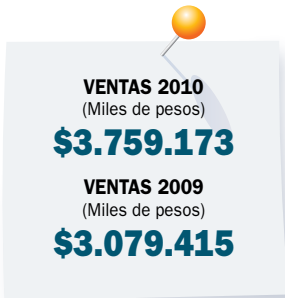 VENTAS 2010
(Miles de pesos)
$3.759.173
VENTAS 2009
(Miles de pesos)
$3.079.415